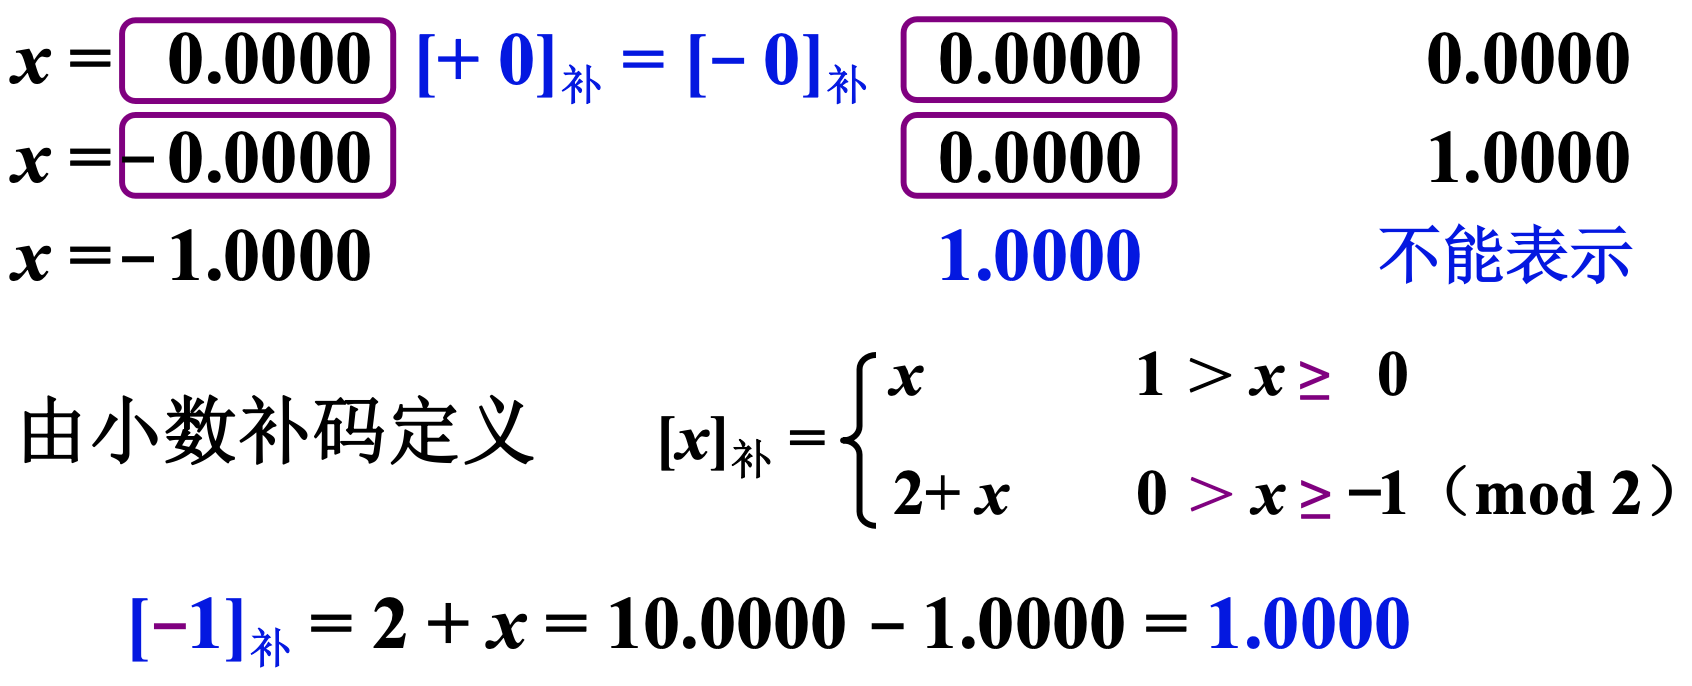 x = 0.0000 [+ 0]补 = [− 0]补 0.0000 0.0000
x = − 0.0000 0.0000 1.0000
x = − 1.0000 1.0000 不能表示
x 1 > x ≥ 0
由小数补码定义 [x]补 = {
2+ x 0 > x ≥ −1（mod 2）
[−1]补 = 2 + x = 10.0000 − 1.0000 = 1.0000